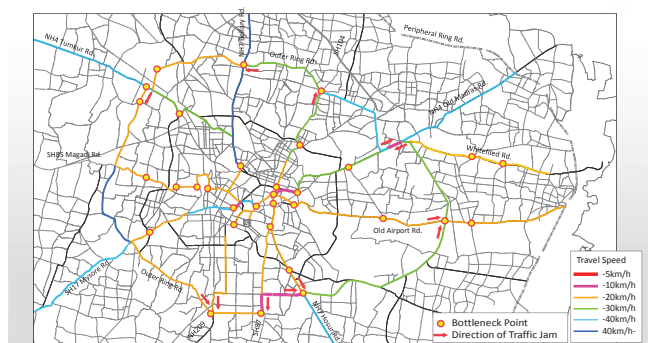 Peripheral Ring Rd.
NH7 Bellary Rd.
NH4 Tumkur Rd.
Outer Ring Rd.
NH4 Old Madras Rd.
SH85 Magadi Rd.
Whitefiled Rd.
Old Airport Rd.
SH17 Mysore Rd.
Outer Ring Rd.
NH7 Hosur Rd.
NH209
Travel Speed
-5km/h
-10km/h
-20km/h
-30km/h
-40km/h
40km/h-
Bottleneck Point
Direction of Traffic Jam